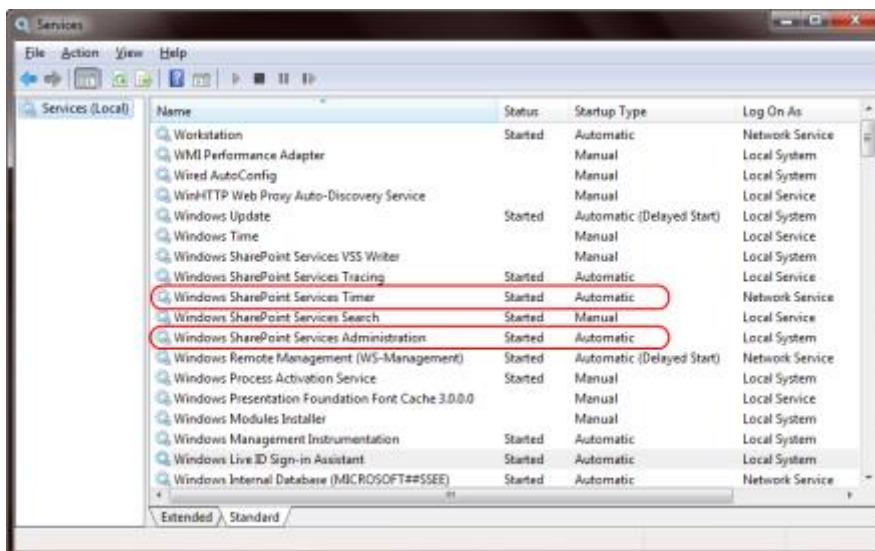 Services
File Action View Help
Services (Local)
Name Status Startup Type Log On As
Workstation Started Automatic Network Service
WMI Performance Adapter Manual Local System
Wired AutoConfig Manual Local System
WinHTTP Web Proxy Auto-Discovery Service Manual Local Service
Windows Update Started Automatic (Delayed Start) Local System
Windows Time Manual Local Service
Windows SharePoint Services VSS Writer Manual Local System
Windows SharePoint Services Tracing Started Automatic Local Service
Windows SharePoint Services Timer Started Automatic Network Service
Windows SharePoint Services Search Started Manual Local Service
Windows SharePoint Services Administration Started Automatic Local System
Windows Remote Management (WS-Management) Started Automatic (Delayed Start) Network Service
Windows Process Activation Service Started Manual Local System
Windows Presentation Foundation Font Cache 3.0.0.0 Manual Local Service
Windows Modules Installer Manual Local System
Windows Management Instrumentation Started Automatic Local System
Windows Live ID Sign-in Assistant Started Automatic Local System
Windows Internal Database (MICROSOFT##SSEE) Started Automatic Network Service
Extended Standard